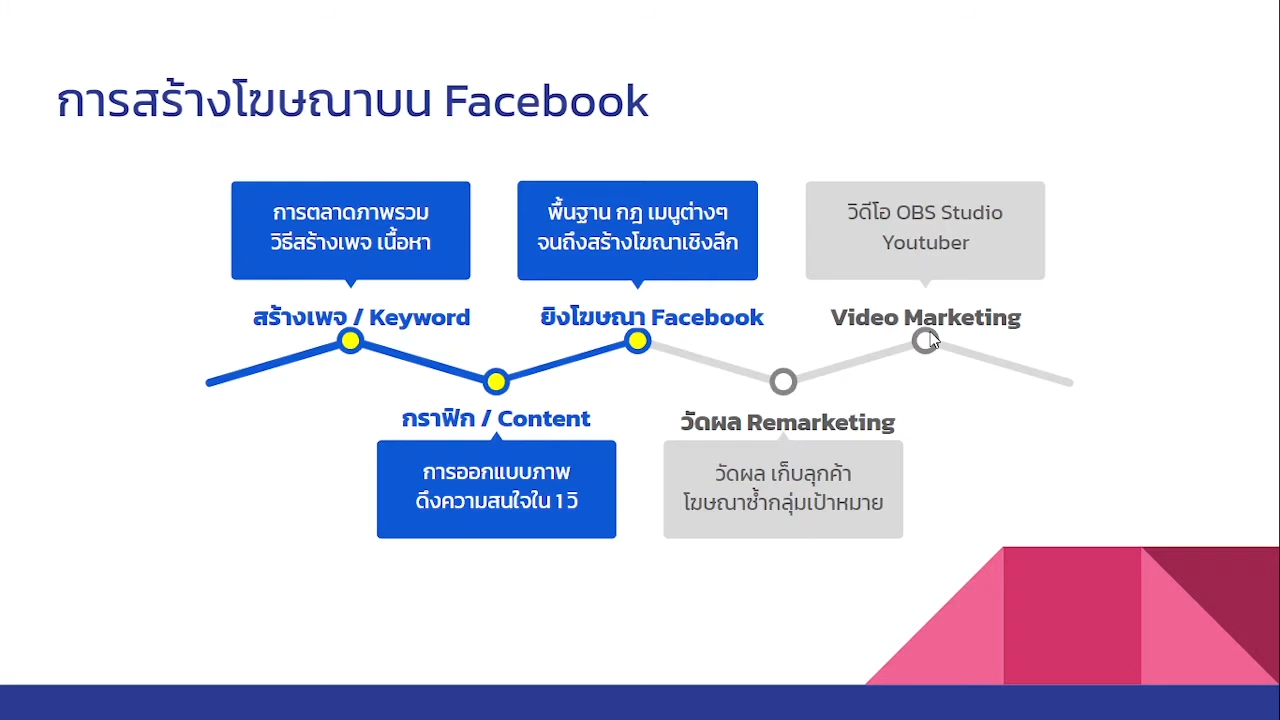 การสร้างโฆษณาบน Facebook
การตลาดภาพรวม
วิธีสร้างเพจ เนื้อหา
สร้างเพจ / Keyword
พื้นฐาน กฎ เมนูต่างๆ
จนถึงสร้างโฆณาเชิงลึก
ยิงโฆษณา Facebook
วิดีโอ OBS Studio
Youtuber
Video Marketing
กราฟิก / Content
การออกแบบภาพ
ดึงความสนใจใน 1 วิ
วัดผล Remarketing
วัดผล เก็บลุกค้า
โฆษณาซ้ำกลุ่มเป้าหมาย